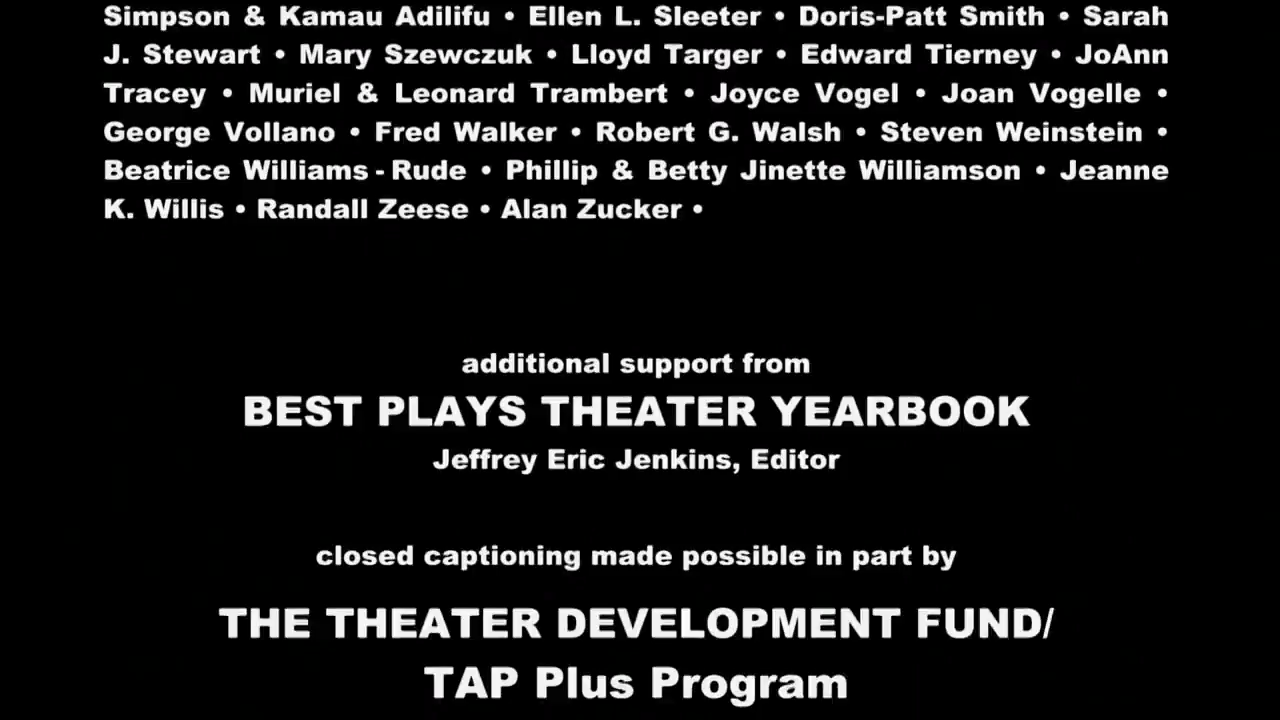 Simpson & Kamau Adilifu • Ellen L. Sleeter • Doris-Patt Smith • Sarah
J. Stewart • Mary Szewczuk • Lloyd Targer • Edward Tierney • JoAnn
Tracey • Muriel & Leonard Trambert • Joyce Vogel • Joan Vogelle •
George Vollano • Fred Walker • Robert G. Walsh • Steven Weinstein •
Beatrice Williams - Rude • Phillip & Betty Jinette Williamson • Jeanne
K. Willis • Randall Zeese • Alan Zucker •
additional support from
BEST PLAYS THEATER YEARBOOK
Jeffrey Eric Jenkins, Editor
closed captioning made possible in part by
THE THEATER DEVELOPMENT FUND/
TAP Plus Program